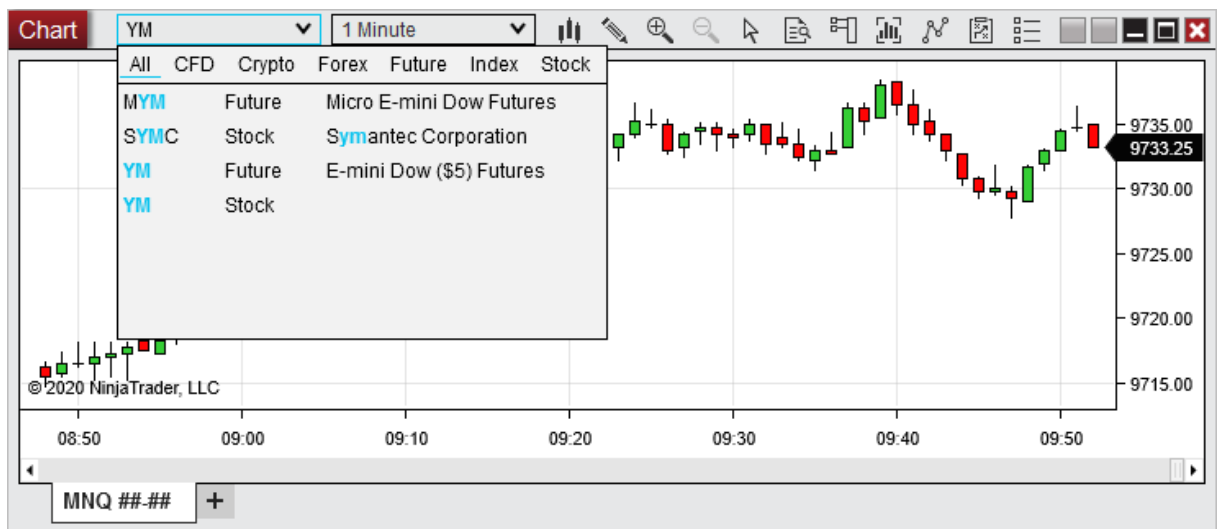 Chart YM 1 Minute
All CFD Crypto Forex Future Index Stock
MYM Future Micro E-mini Dow Futures
SYMC Stock Symantec Corporation
YM Future E-mini Dow ($5) Futures
YM Stock
9735.00
9733.25
9730.00
9725.00
9720.00
9715.00
© 2020 NinjaTrader, LLC
08:50 09:00 09:10 09:20 09:30 09:40 09:50
MNQ ##-## +